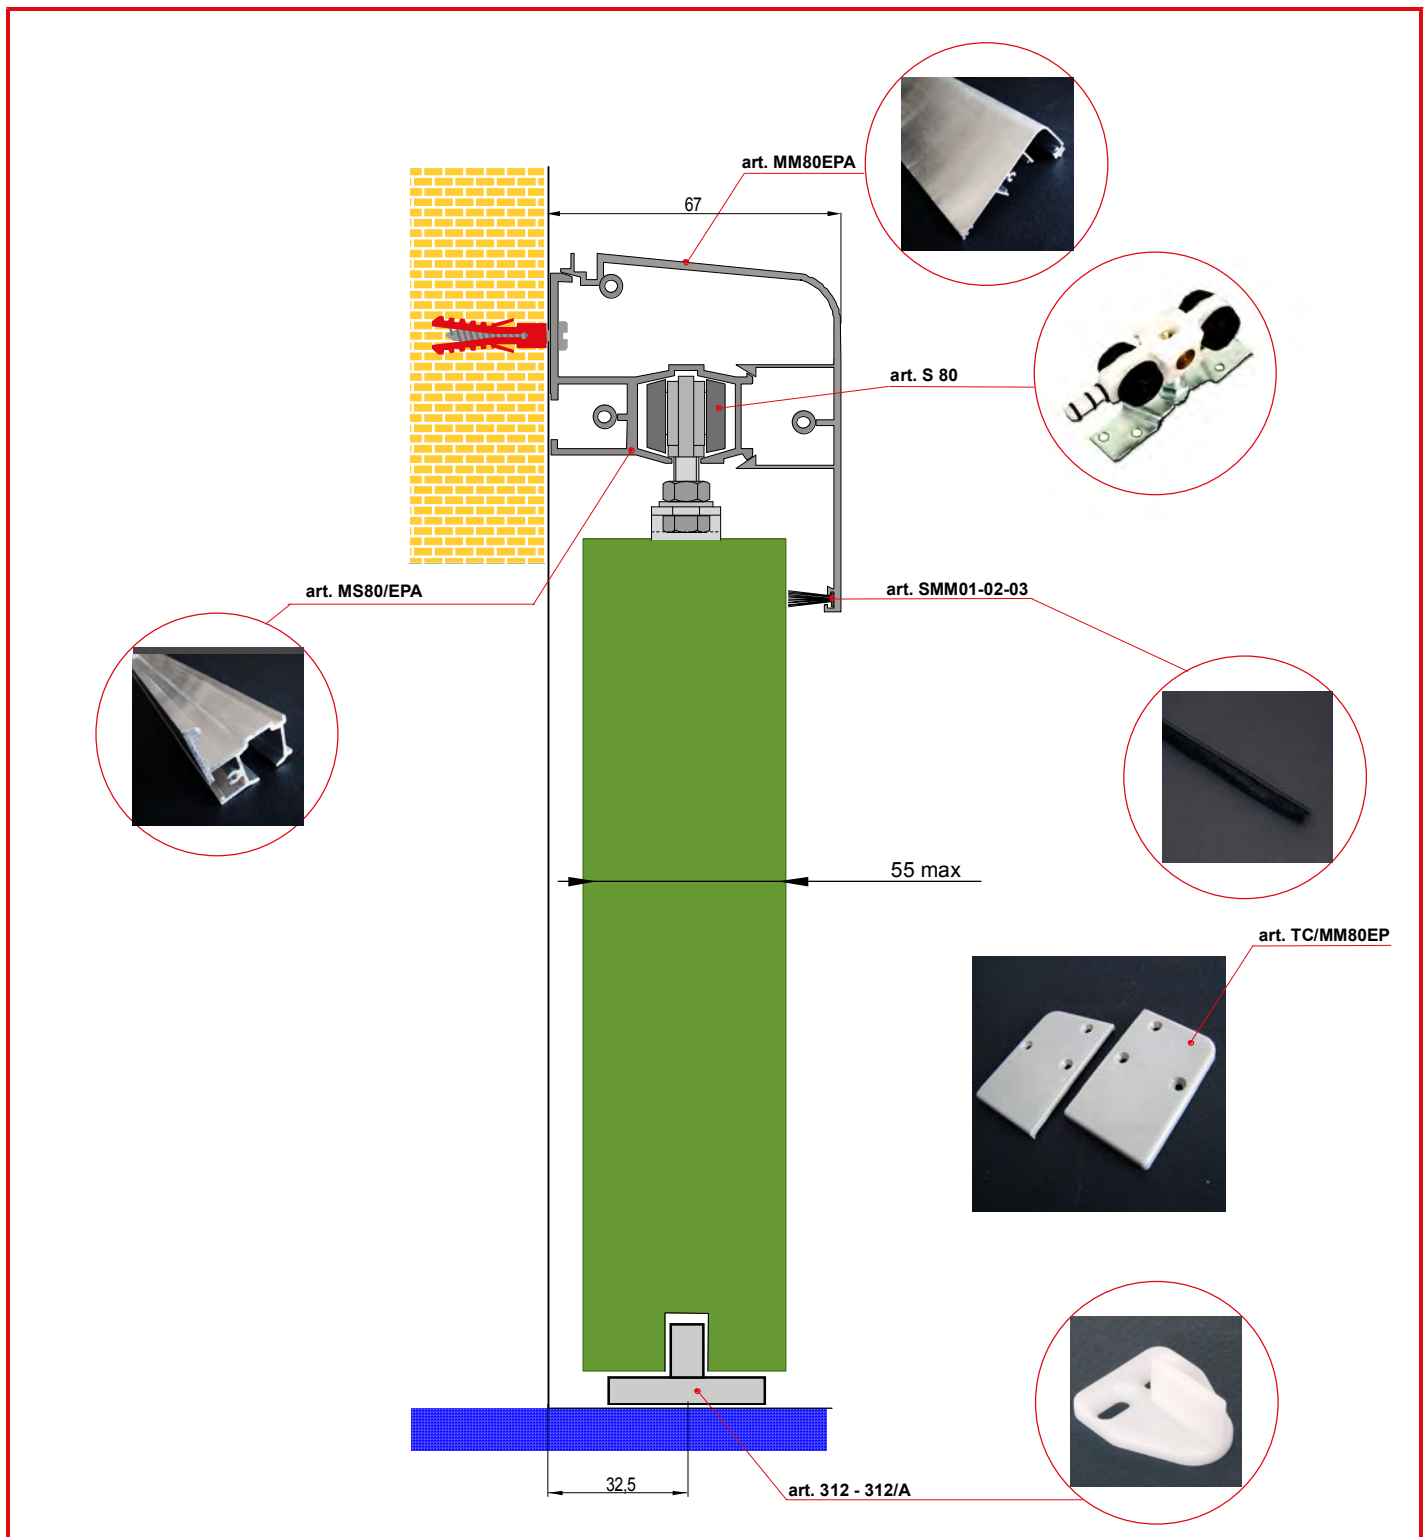 art. MM80EPA
67
art. S 80
art. MS80/EPA
art. SMM01-02-03
55 max
art. TC/MM80EP
32,5
art. 312 - 312/A